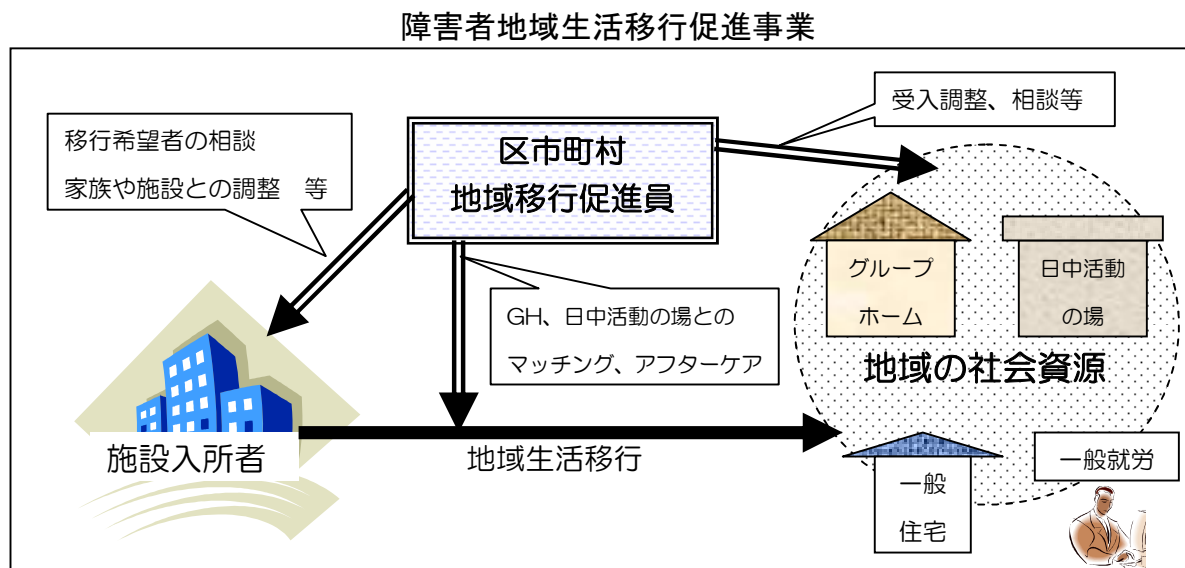 障害者地域生活移行促進事業
受入調整、相談等
移行希望者の相談
家族や施設との調整　等
区市町村
地域移行促進員
グループ
ホーム
日中活動
の場
GH、日中活動の場との
マッチング、アフターケア
地域の社会資源
施設入所者
地域生活移行
一般
住宅
一般就労